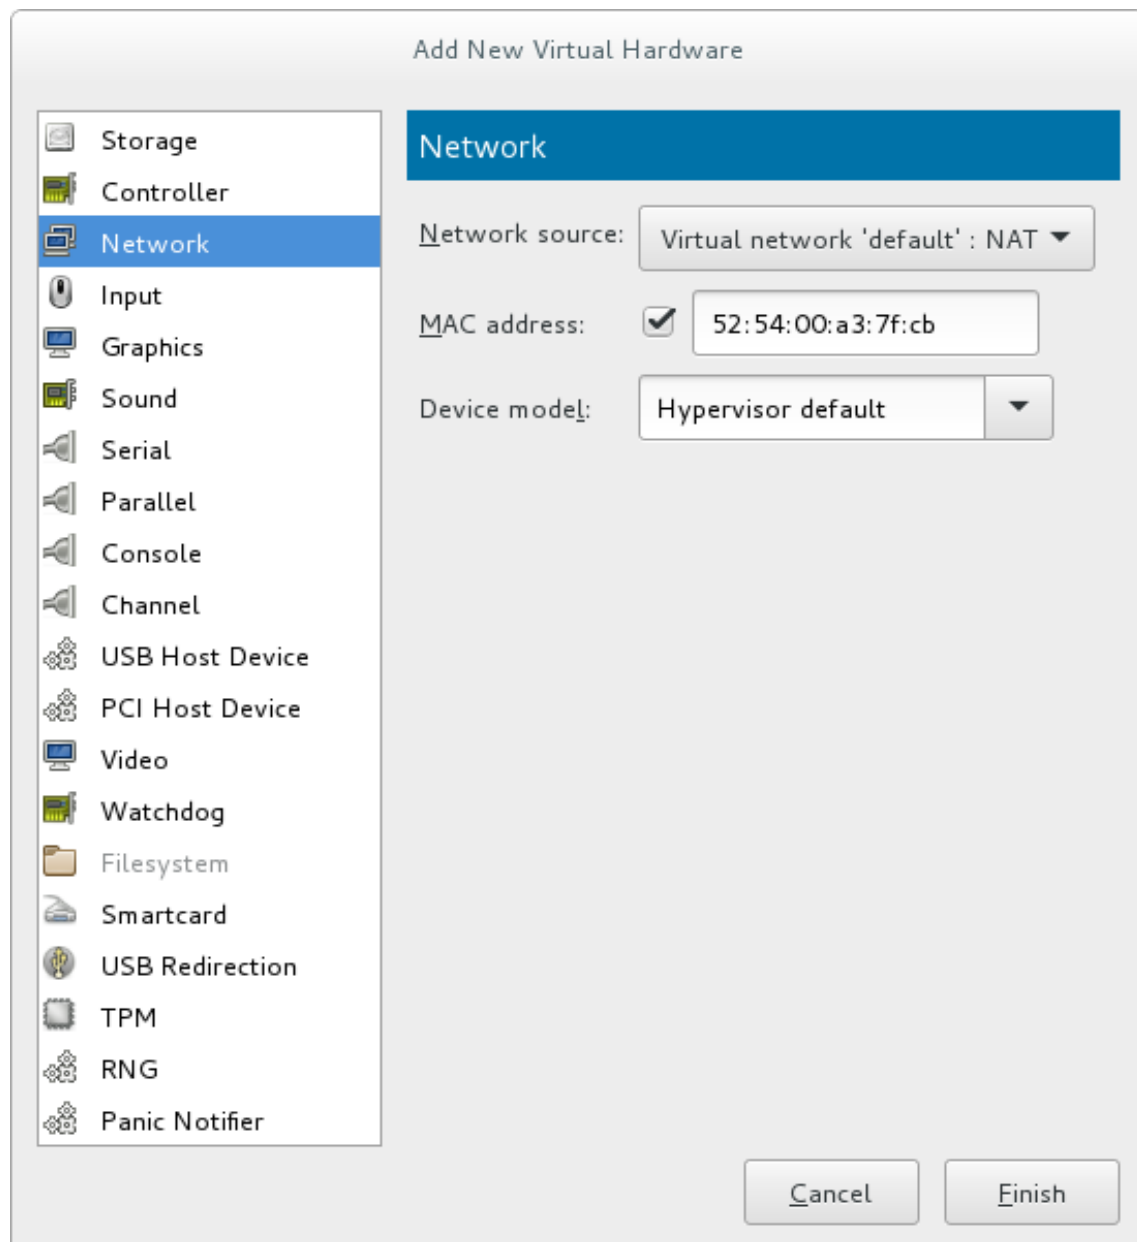 Add New Virtual Hardware
Storage
Controller
Network
Input
Graphics
Sound
Serial
Parallel
Console
Channel
USB Host Device
PCI Host Device
Video
Watchdog
Filesystem
Smartcard
USB Redirection
TPM
RNG
Panic Notifier
Network
Network source: Virtual network 'default' : NAT
MAC address: 52:54:00:a3:7f:cb
Device model: Hypervisor default
Cancel Finish